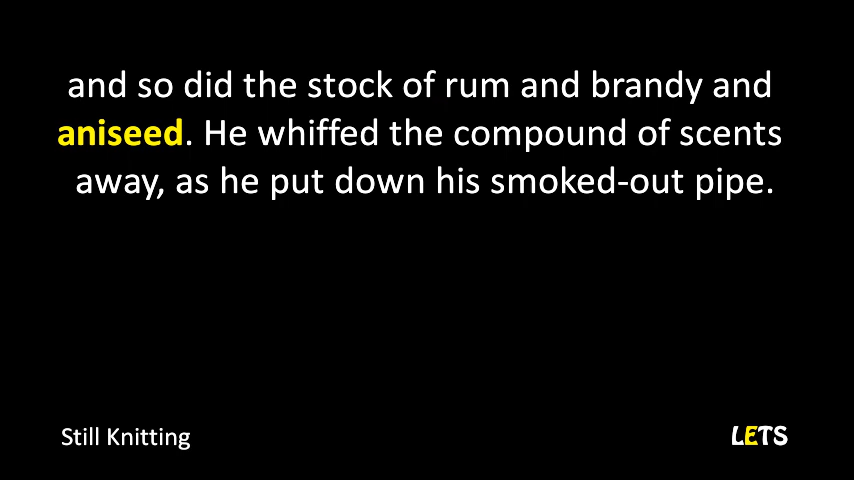 and so did the stock of rum and brandy and
aniseed. He whiffed the compound of scents
away, as he put down his smoked-out pipe.
Still Knitting
LETS